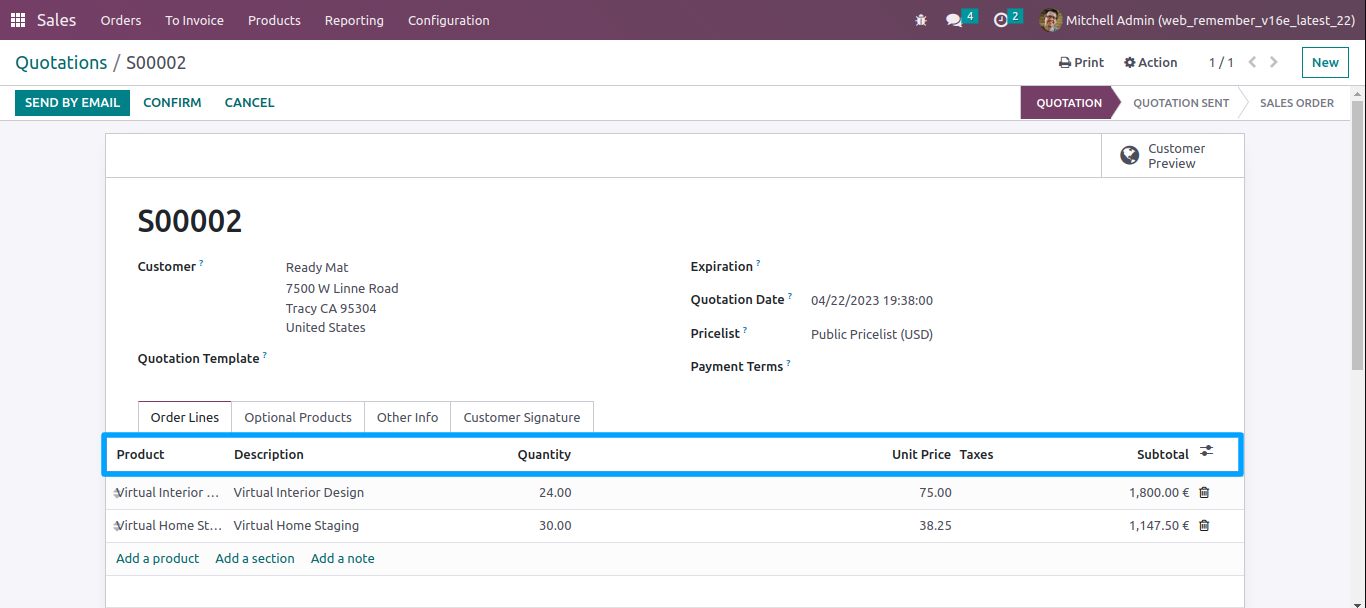 Sales Orders To Invoice Products Reporting Configuration 4 2 Mitchell Admin (web_remember_v16e_latest_22)
Quotations / S00002 Print Action 1 / 1 New
SEND BY EMAIL CONFIRM CANCEL QUOTATION QUOTATION SENT SALES ORDER
Customer
Preview
S00002
Customer ? Ready Mat
7500 W Linne Road
Tracy CA 95304
United States
Quotation Template ?
Expiration ?
Quotation Date ? 04/22/2023 19:38:00
Pricelist ? Public Pricelist (USD)
Payment Terms ?
Order Lines Optional Products Other Info Customer Signature
Product Description Quantity Unit Price Taxes Subtotal
Virtual Interior ... Virtual Interior Design 24.00 75.00 1,800.00 €
Virtual Home St... Virtual Home Staging 30.00 38.25 1,147.50 €
Add a product Add a section Add a note